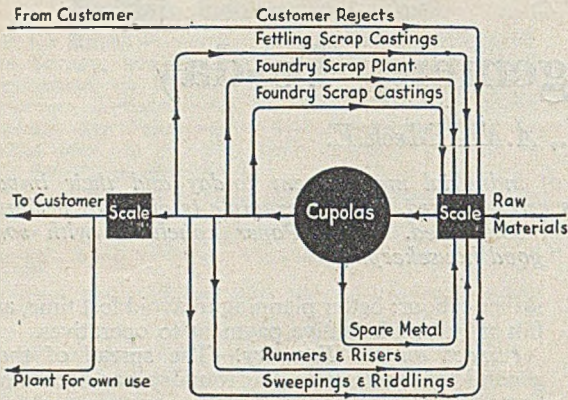 From Customer
Customer Rejects
Fettling Scrap Castings
Foundry Scrap Plant
Foundry Scrap Castings
To Customer
Scale
Cupolas
Scale
Raw
Materials
Spare Metal
Runners & Risers
Plant for own use
Sweepings & Riddlings